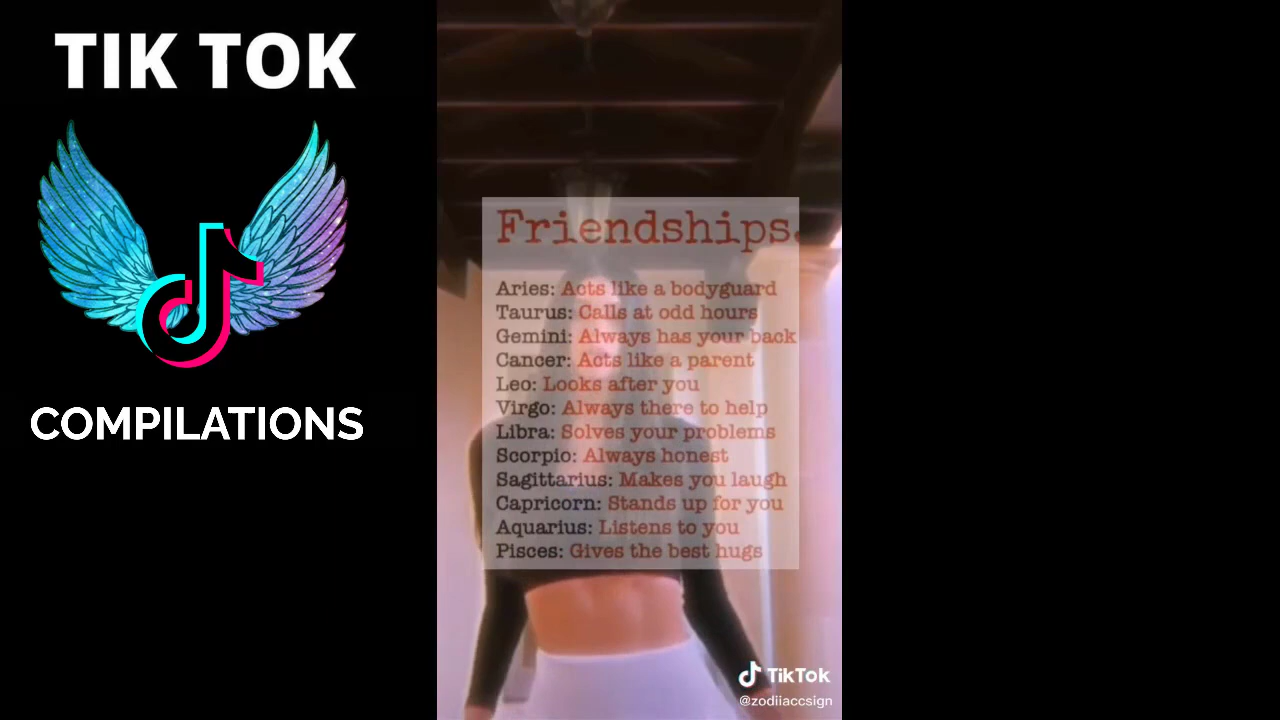 TIK TOK
COMPILATIONS
Friendships.
Aries: Acts like a bodyguard
Taurus: Calls at odd hours
Gemini: Always has your back
Cancer: Acts like a parent
Leo: Looks after you
Virgo: Always there to help
Libra: Solves your problems
Scorpio: Always honest
Sagittarius: Makes you laugh
Capricorn: Stands up for you
Aquarius: Listens to you
Pisces: Gives the best hugs
TikTok
@zodiiaccsign